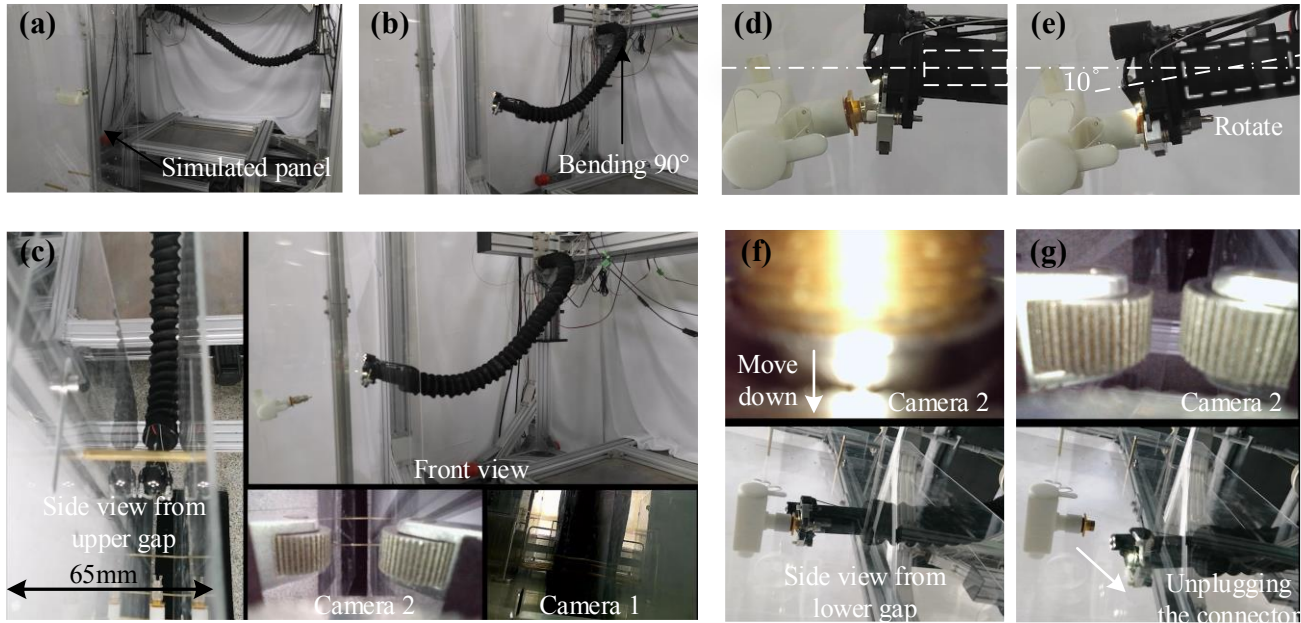 (a)
Simulated panel
(b)
Bending 90°
(c)
Side view from
upper gap
65mm
Front view
Camera 2
Camera 1
(d)
(e)
10°
Rotate
(f)
Move
down
Camera 2
Side view from
lower gap
(g)
Camera 2
Unplugging
the connector